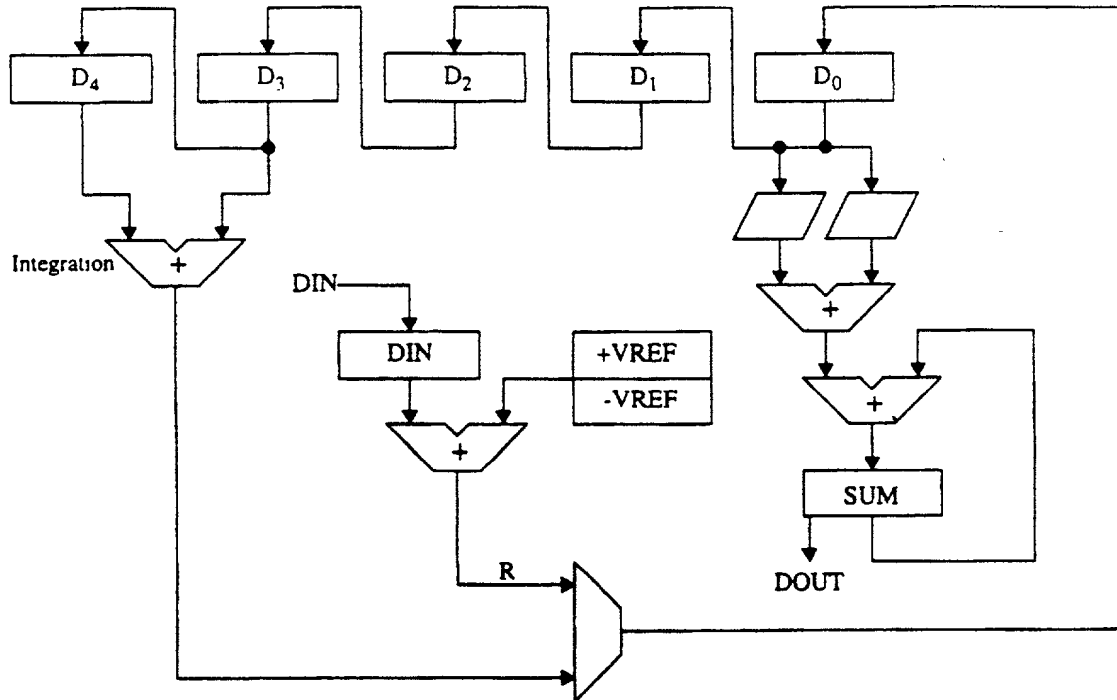 D4 D3 D2 D1 D0
Integration
+
DIN
+
DIN
+VREF
-VREF
+
+
SUM
R
DOUT